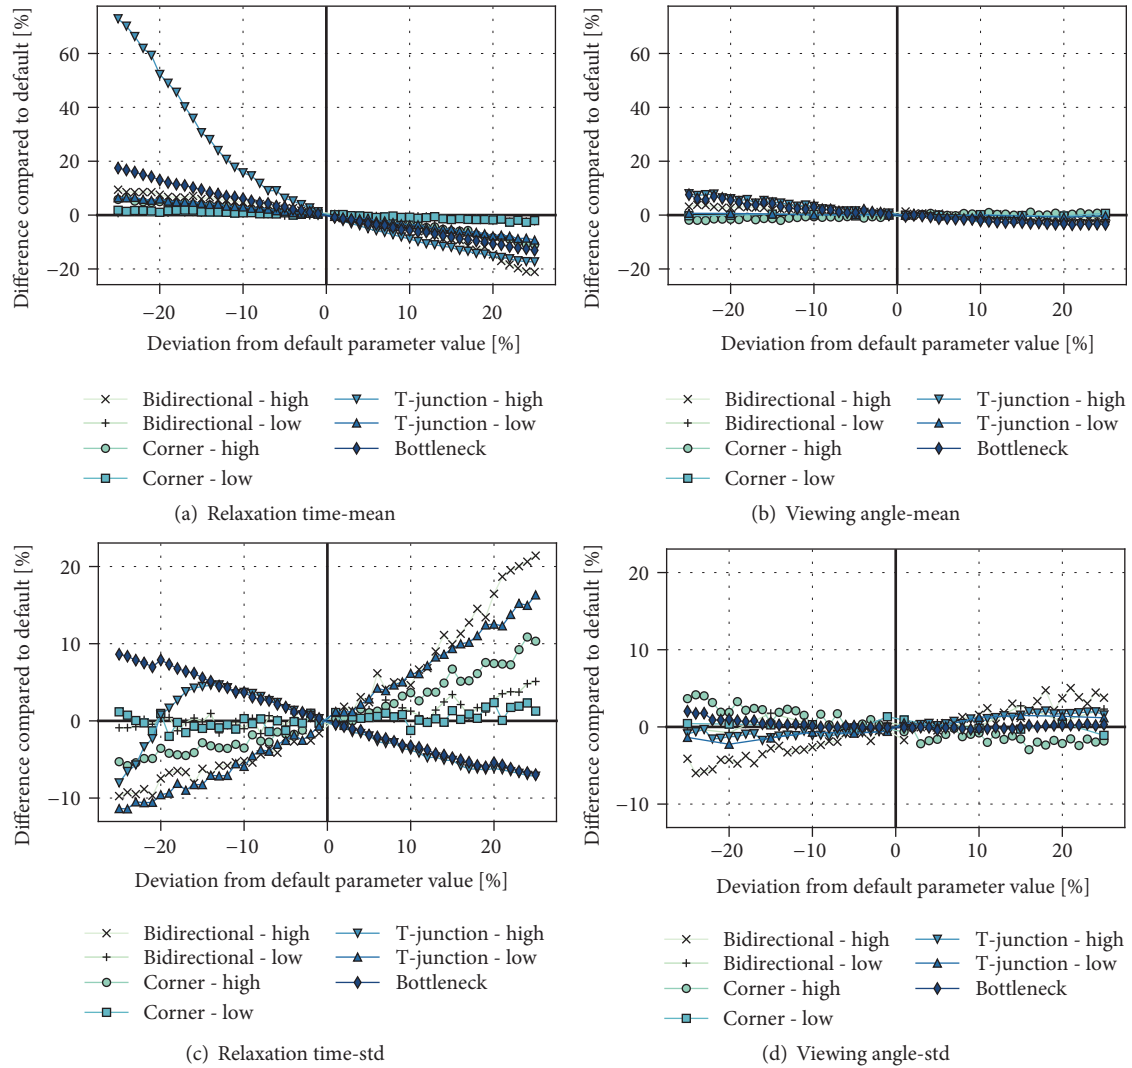 Difference compared to default [%]
60
40
20
0
−20
−20
−10
0
10
20
Deviation from default parameter value [%]
Bidirectional - high
Bidirectional - low
Corner - high
Corner - low
T-junction - high
T-junction - low
Bottleneck
(a) Relaxation time-mean
Difference compared to default [%]
60
40
20
0
−20
−20
−10
0
10
20
Deviation from default parameter value [%]
Bidirectional - high
Bidirectional - low
Corner - high
Corner - low
T-junction - high
T-junction - low
Bottleneck
(b) Viewing angle-mean
Difference compared to default [%]
20
10
0
−10
−20
−10
0
10
20
Deviation from default parameter value [%]
Bidirectional - high
Bidirectional - low
Corner - high
Corner - low
T-junction - high
T-junction - low
Bottleneck
(c) Relaxation time-std
Difference compared to default [%]
20
10
0
−10
−20
−10
0
10
20
Deviation from default parameter value [%]
Bidirectional - high
Bidirectional - low
Corner - high
Corner - low
T-junction - high
T-junction - low
Bottleneck
(d) Viewing angle-std